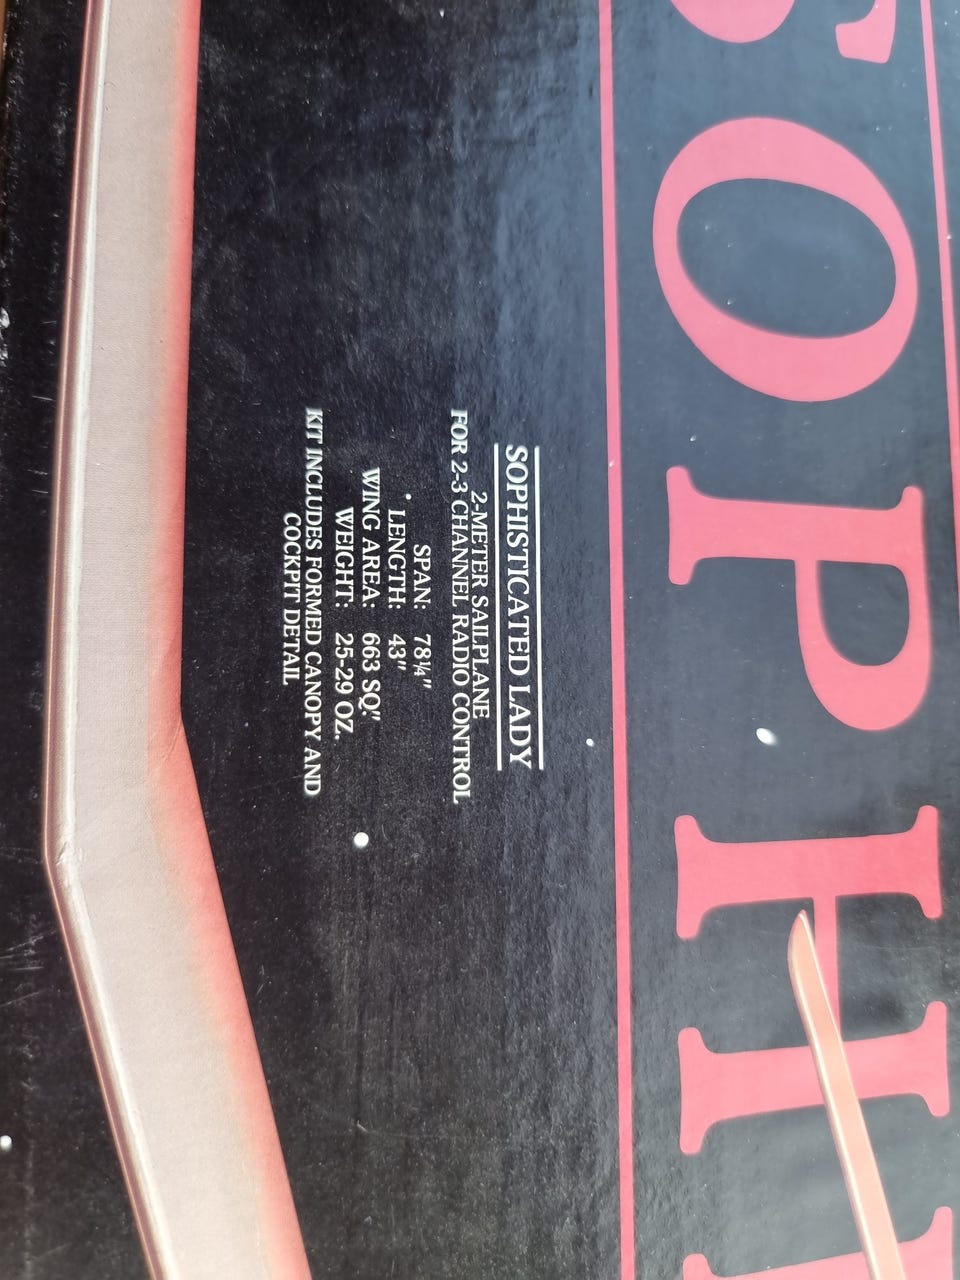 SOPHI
SOPHISTICATED LADY
2-METER SAILPLANE
FOR 2-3 CHANNEL RADIO CONTROL
SPAN: 78¼"
LENGTH: 43"
WING AREA: 663 SQ."
WEIGHT: 25-29 OZ.
KIT INCLUDES FORMED CANOPY AND
COCKPIT DETAIL